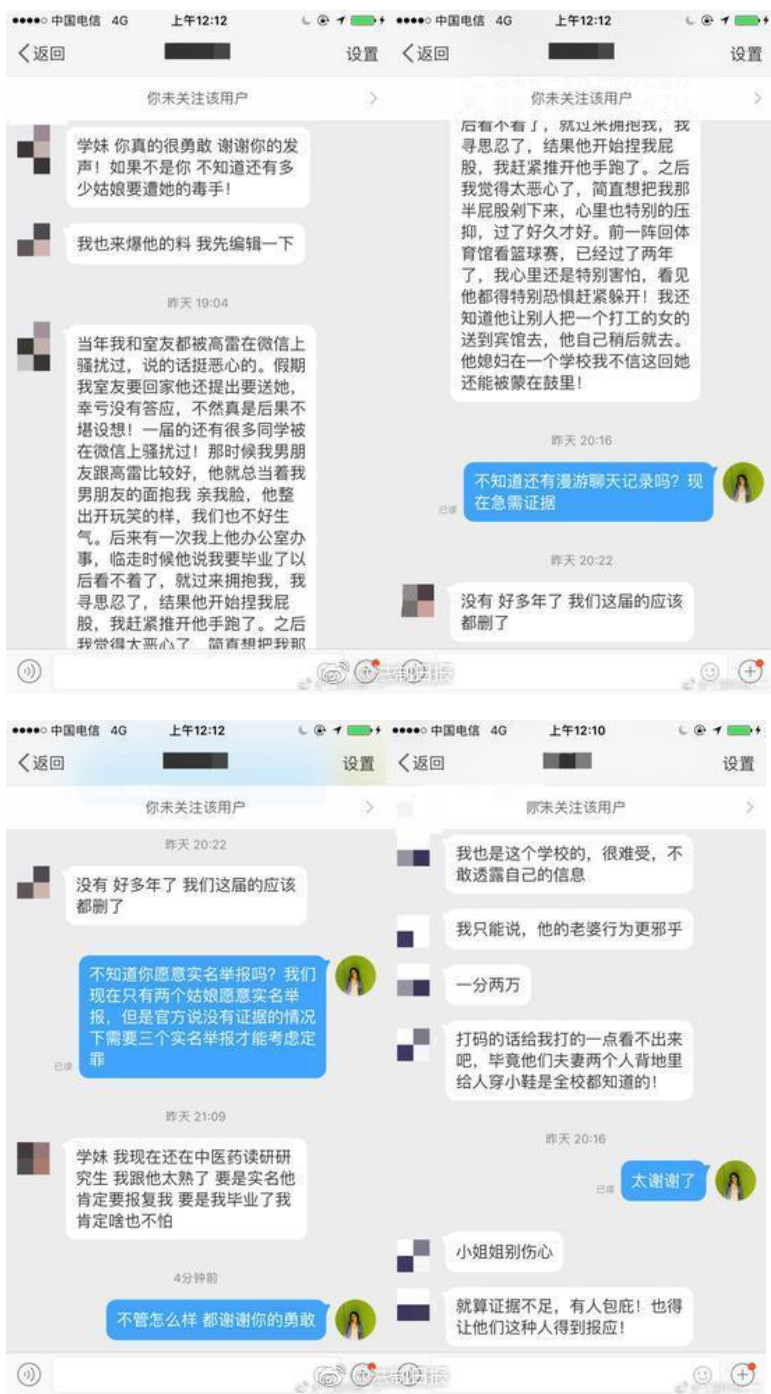 中国电信 4G 上午12:12
返回 设置
你未关注该用户
学妹 你真的很勇敢 谢谢你的发
声！如果不是你 不知道还有多
少姑娘要遭她的毒手！
我也来爆他的料 我先编辑一下
昨天 19:04
当年我和室友都被高雷在微信上
骚扰过，说的话挺恶心的。假期
我室友要回家他还提出要送她，
幸亏没有答应，不然真是后果不
堪设想！一届的还有很多同学被
在微信上骚扰过！那时候我男朋
友跟高雷比较好，他就总当着我
男朋友的面抱我 亲我脸，他整
出开玩笑的样，我们也不好生
气。后来有一次我上他办公室办
事，临走时候他说我要毕业了以
后看不着了，就过来拥抱我，我
寻思忍了，结果他开始捏我屁
股，我赶紧推开他手跑了。之后
我觉得太恶心了，简直想把我那
中国电信 4G 上午12:12
返回 设置
你未关注该用户
后看不着了，就过来拥抱我，我
寻思忍了，结果他开始捏我屁
股，我赶紧推开他手跑了。之后
我觉得太恶心了，简直想把我那
半屁股剁下来，心里也特别的压
抑，过了好久才好。前一阵回体
育馆看篮球赛，已经过了两年
了，我心里还是特别害怕，看见
他都得特别恐惧赶紧躲开！我还
知道他让别人把一个打工的女的
送到宾馆去，他自己稍后就去。
他媳妇在一个学校我不信这回她
还能被蒙在鼓里！
昨天 20:16
不知道还有漫游聊天记录吗？现
在急需证据
已读
昨天 20:22
没有 好多年了 我们这届的应该
都删了
@法制日报
中国电信 4G 上午12:12
返回 设置
你未关注该用户
昨天 20:22
没有 好多年了 我们这届的应该
都删了
不知道你愿意实名举报吗？我们
现在只有两个姑娘愿意实名举
报，但是官方说没有证据的情况
下需要三个实名举报才能考虑定
罪
已读
昨天 21:09
学妹 我现在还在中医药读研研
究生 我跟他太熟了 要是实名他
肯定要报复我 要是我毕业了我
肯定啥也不怕
4分钟前
不管怎么样 都谢谢你的勇敢
中国电信 4G 上午12:10
返回 设置
你未关注该用户
我也是这个学校的，很难受，不
敢透露自己的信息
我只能说，他的老婆行为更邪乎
一分两万
打码的话给我打的一点看不出来
吧，毕竟他们夫妻两个人背地里
给人穿小鞋是全校都知道的！
昨天 20:16
太谢谢了
已读
小姐姐别伤心
就算证据不足，有人包庇！也得
让他们这种人得到报应！
@法制日报